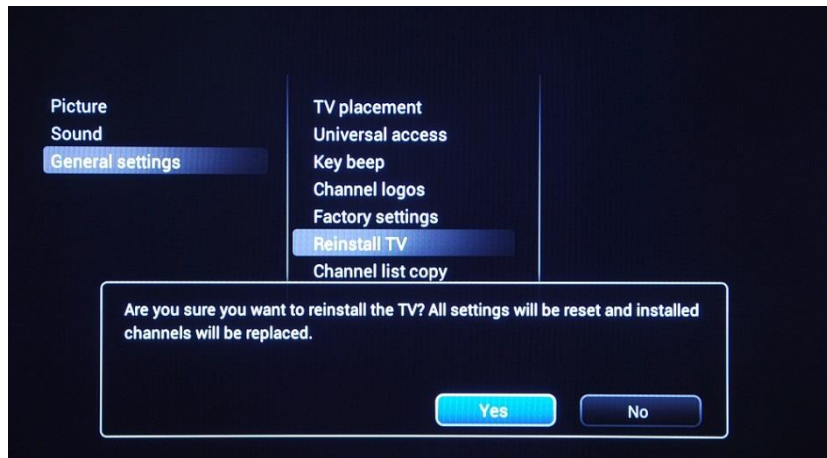 Picture
Sound
General settings
TV placement
Universal access
Key beep
Channel logos
Factory settings
Reinstall TV
Channel list copy
Are you sure you want to reinstall the TV? All settings will be reset and installed
channels will be replaced.
Yes
No